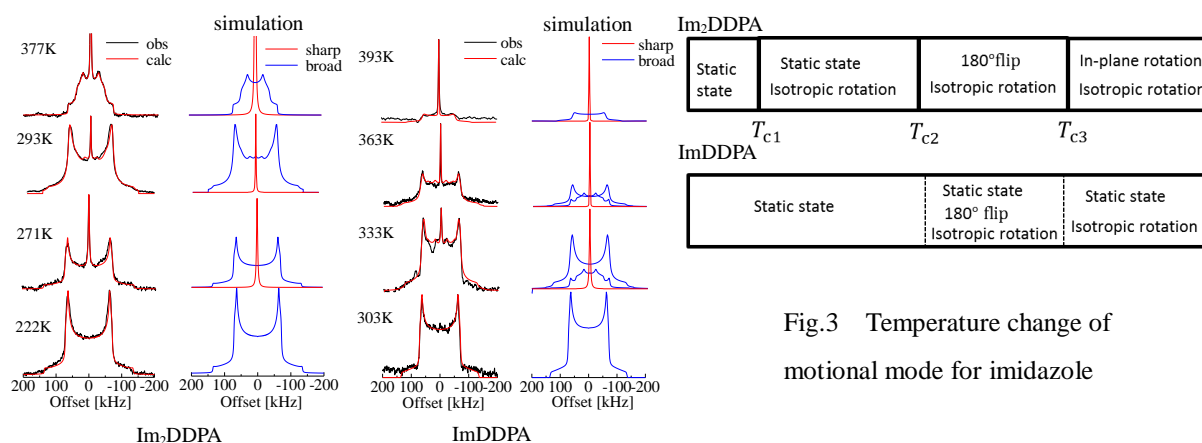 simulation
377K
obs
calc
sharp
broad
293K
271K
222K
200 100 0 -100 -200
Offset [kHz]
200 100 0 -100 -200
Offset [kHz]
Im₂DDPA
simulation
393K
obs
calc
sharp
broad
363K
333K
303K
200 100 0 -100 -200
Offset [kHz]
200 100 0 -100 -200
Offset [kHz]
ImDDPA
Im₂DDPA
Static
state
Static state
Isotropic rotation
180°flip
Isotropic rotation
In-plane rotation
Isotropic rotation
Tc1
Tc2
Tc3
ImDDPA
Static state
Static state
180° flip
Isotropic rotation
Static state
Isotropic rotation
Fig.3 Temperature change of
motional mode for imidazole